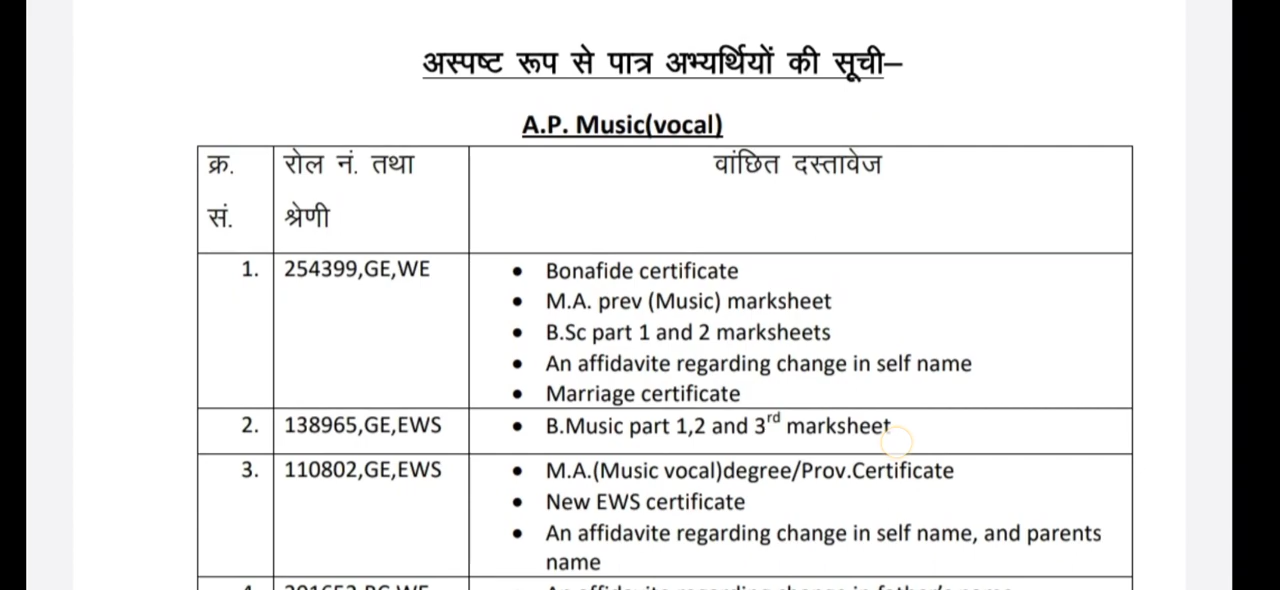 अस्पष्ट रूप से पात्र अभ्यर्थियों की सूची–
A.P. Music(vocal)
क्र. सं.
रोल नं. तथा श्रेणी
वांछित दस्तावेज
1.
254399,GE,WE
• Bonafide certificate
• M.A. prev (Music) marksheet
• B.Sc part 1 and 2 marksheets
• An affidavite regarding change in self name
• Marriage certificate
2.
138965,GE,EWS
• B.Music part 1,2 and 3rd marksheet
3.
110802,GE,EWS
• M.A.(Music vocal)degree/Prov.Certificate
• New EWS certificate
• An affidavite regarding change in self name, and parents
name